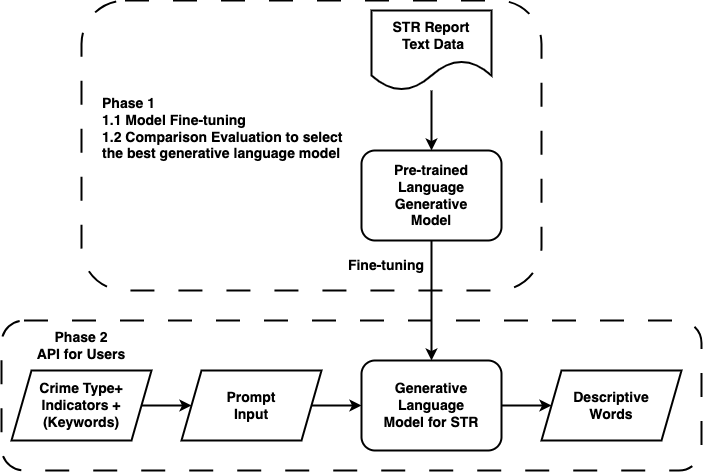 STR Report
Text Data
Phase 1
1.1 Model Fine-tuning
1.2 Comparison Evaluation to select
the best generative language model
Pre-trained
Language
Generative
Model
Fine-tuning
Phase 2
API for Users
Crime Type+
Indicators +
(Keywords)
Prompt
Input
Generative
Language
Model for STR
Descriptive
Words